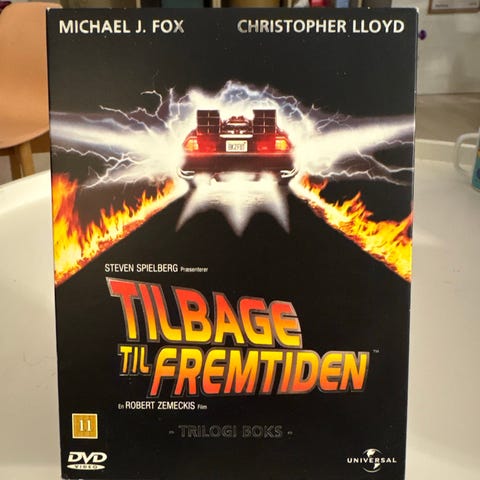 MICHAEL J. FOX CHRISTOPHER LLOYD
STEVEN SPIELBERG Præsenterer
TILBAGE
TIL FREMTIDEN™
En ROBERT ZEMECKIS Film
- TRILOGI BOKS -
11
DVD
VIDEO
UNIVERSAL